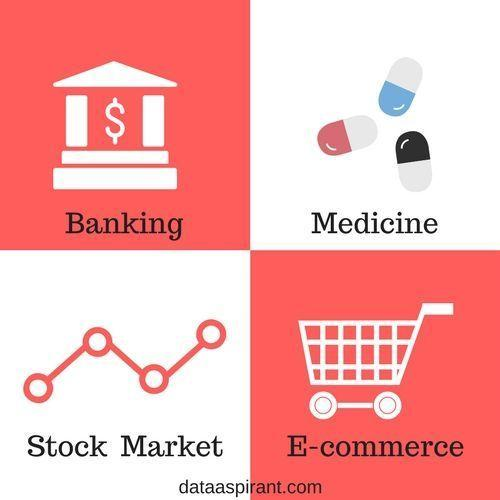 $
Banking
Medicine
Stock Market
E-commerce
dataaspirant.com